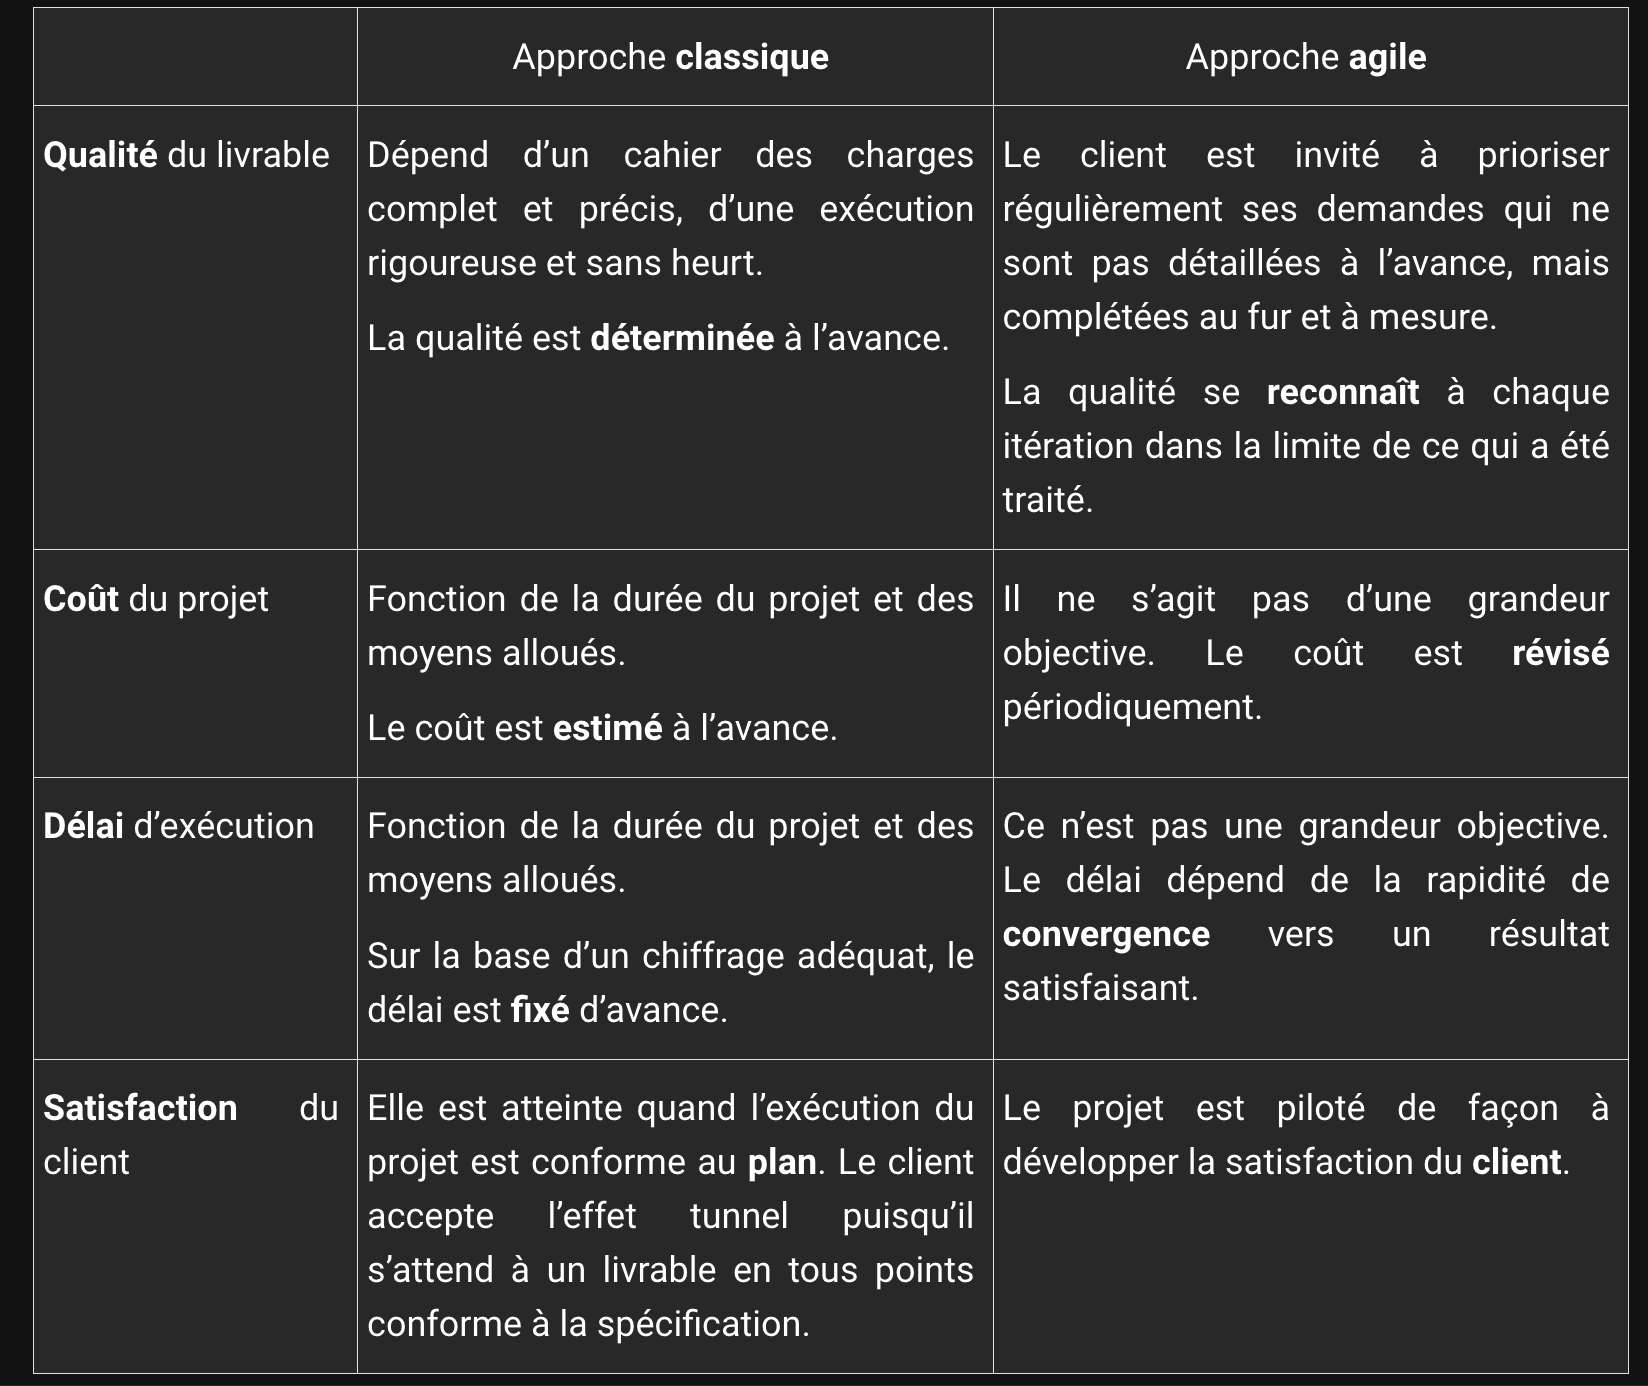 Approche classique
Approche agile
Qualité du livrable
Dépend d’un cahier des charges
complet et précis, d’une exécution
rigoureuse et sans heurt.
La qualité est déterminée à l’avance.
Le client est invité à prioriser
régulièrement ses demandes qui ne
sont pas détaillées à l’avance, mais
complétées au fur et à mesure.
La qualité se reconnaît à chaque
itération dans la limite de ce qui a été
traité.
Coût du projet
Fonction de la durée du projet et des
moyens alloués.
Le coût est estimé à l’avance.
Il ne s’agit pas d’une grandeur
objective. Le coût est révisé
périodiquement.
Délai d’exécution
Fonction de la durée du projet et des
moyens alloués.
Sur la base d’un chiffrage adéquat, le
délai est fixé d’avance.
Ce n’est pas une grandeur objective.
Le délai dépend de la rapidité de
convergence vers un résultat
satisfaisant.
Satisfaction du
client
Elle est atteinte quand l’exécution du
projet est conforme au plan. Le client
accepte l’effet tunnel puisqu’il
s’attend à un livrable en tous points
conforme à la spécification.
Le projet est piloté de façon à
développer la satisfaction du client.